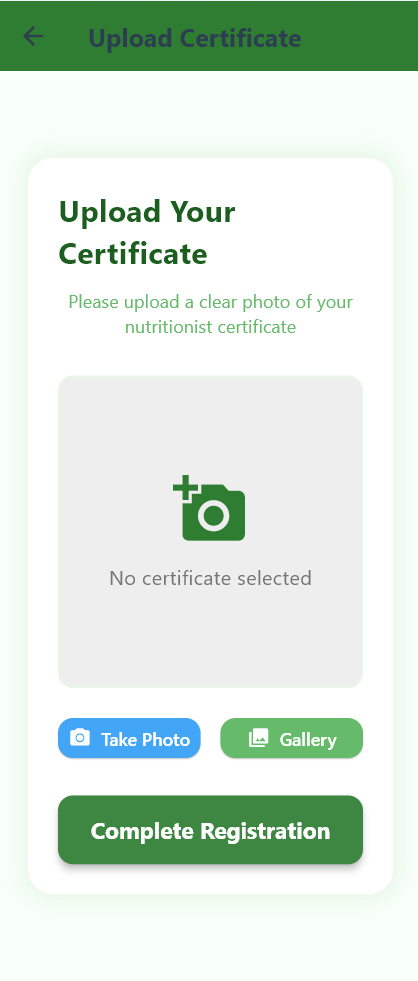 Upload Certificate
Upload Your
Certificate
Please upload a clear photo of your
nutritionist certificate
No certificate selected
Take Photo
Gallery
Complete Registration